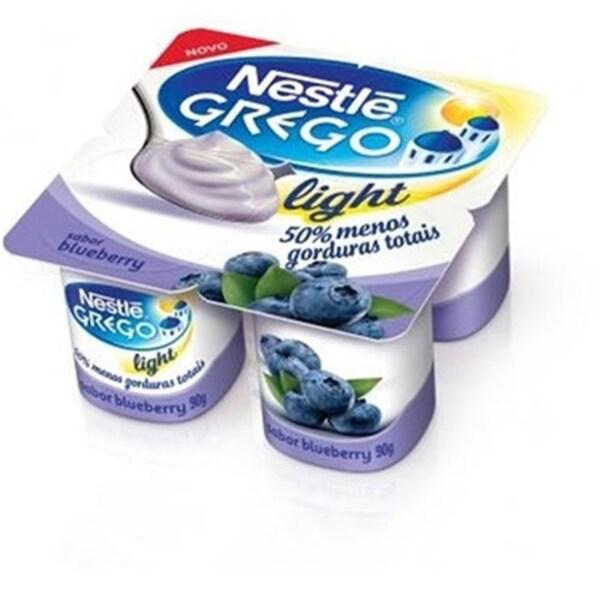 NOVO
Nestlé
GREGO
light
50% menos
gorduras totais
sabor
blueberry
Nestlé
GREGO
light
50% menos gorduras totais
sabor blueberry 90g
sabor blueberry 90g